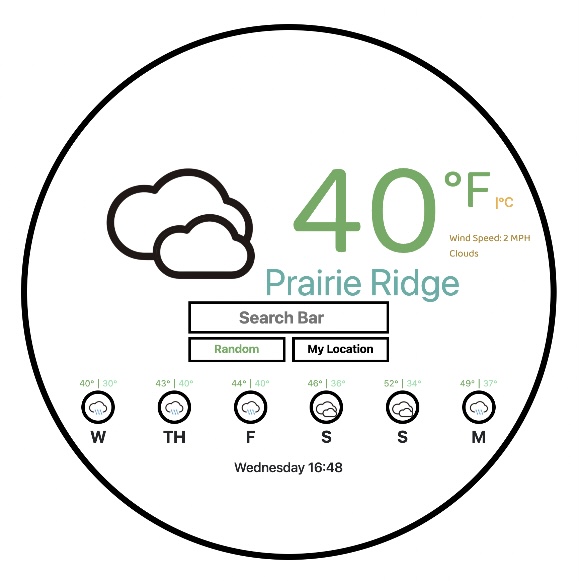 40°F |°C
Wind Speed: 2 MPH
Clouds
Prairie Ridge
Search Bar
Random My Location
40° | 30° 43° | 40° 44° | 40° 46° | 36° 52° | 34° 49° | 37°
W TH F S S M
Wednesday 16:48